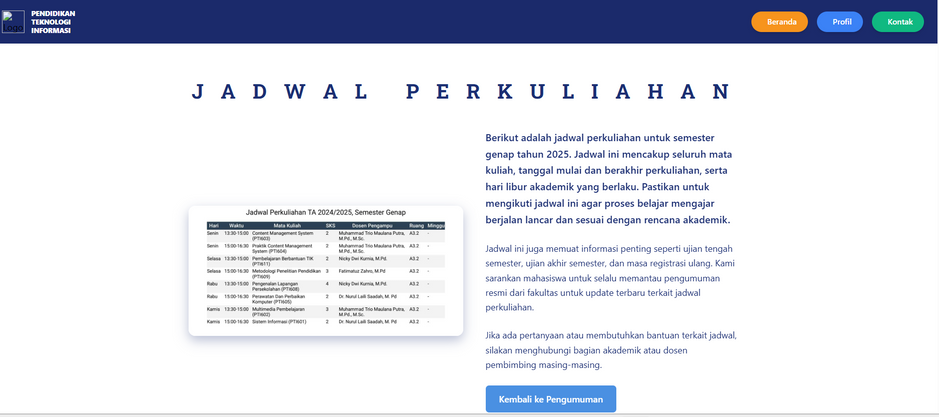 Logo
PENDIDIKAN
TEKNOLOGI
INFORMASI
Beranda
Profil
Kontak
JADWAL PERKULIAHAN
Jadwal Perkuliahan TA 2024/2025, Semester Genap
Hari Waktu Mata Kuliah SKS Dosen Pengampu Ruang Minggu
Senin 13:30-15:00 Content Management System 2 Muhammad Trio Maulana Putra, A3.2 -
(PTI603) M.Pd., M.Sc.
Senin 15:00-16:30 Praktik Content Management 2 Muhammad Trio Maulana Putra, A3.2 -
System (PTI604) M.Pd., M.Sc.
Selasa 13:30-15:00 Pembelajaran Berbantuan TIK 2 Nicky Dwi Kurnia, M.Pd. A3.2 -
(PTI611)
Selasa 15:00-16:30 Metodologi Penelitian Pendidikan 3 Fatimatuz Zahro, M.Pd. A3.2 -
(PTI609)
Rabu 13:30-15:00 Pengenalan Lapangan 4 Nicky Dwi Kurnia, M.Pd. A3.2 -
Persekolahan (PTI608)
Rabu 15:00-16:30 Perawatan Dan Perbaikan 2 Dr. Nurul Laili Saadah, M. Pd A3.2 -
Komputer (PTI605)
Kamis 13:30-15:00 Multimedia Pembelajaran 3 Muhammad Trio Maulana Putra, A3.2 -
(PTI602) M.Pd., M.Sc.
Kamis 15:00-16:30 Sistem Informasi (PTI601) 2 Dr. Nurul Laili Saadah, M. Pd A3.2 -
Berikut adalah jadwal perkuliahan untuk semester
genap tahun 2025. Jadwal ini mencakup seluruh mata
kuliah, tanggal mulai dan berakhir perkuliahan, serta
hari libur akademik yang berlaku. Pastikan untuk
mengikuti jadwal ini agar proses belajar mengajar
berjalan lancar dan sesuai dengan rencana akademik.
Jadwal ini juga memuat informasi penting seperti ujian tengah
semester, ujian akhir semester, dan masa registrasi ulang. Kami
sarankan mahasiswa untuk selalu memantau pengumuman
resmi dari fakultas untuk update terbaru terkait jadwal
perkuliahan.
Jika ada pertanyaan atau membutuhkan bantuan terkait jadwal,
silakan menghubungi bagian akademik atau dosen
pembimbing masing-masing.
Kembali ke Pengumuman